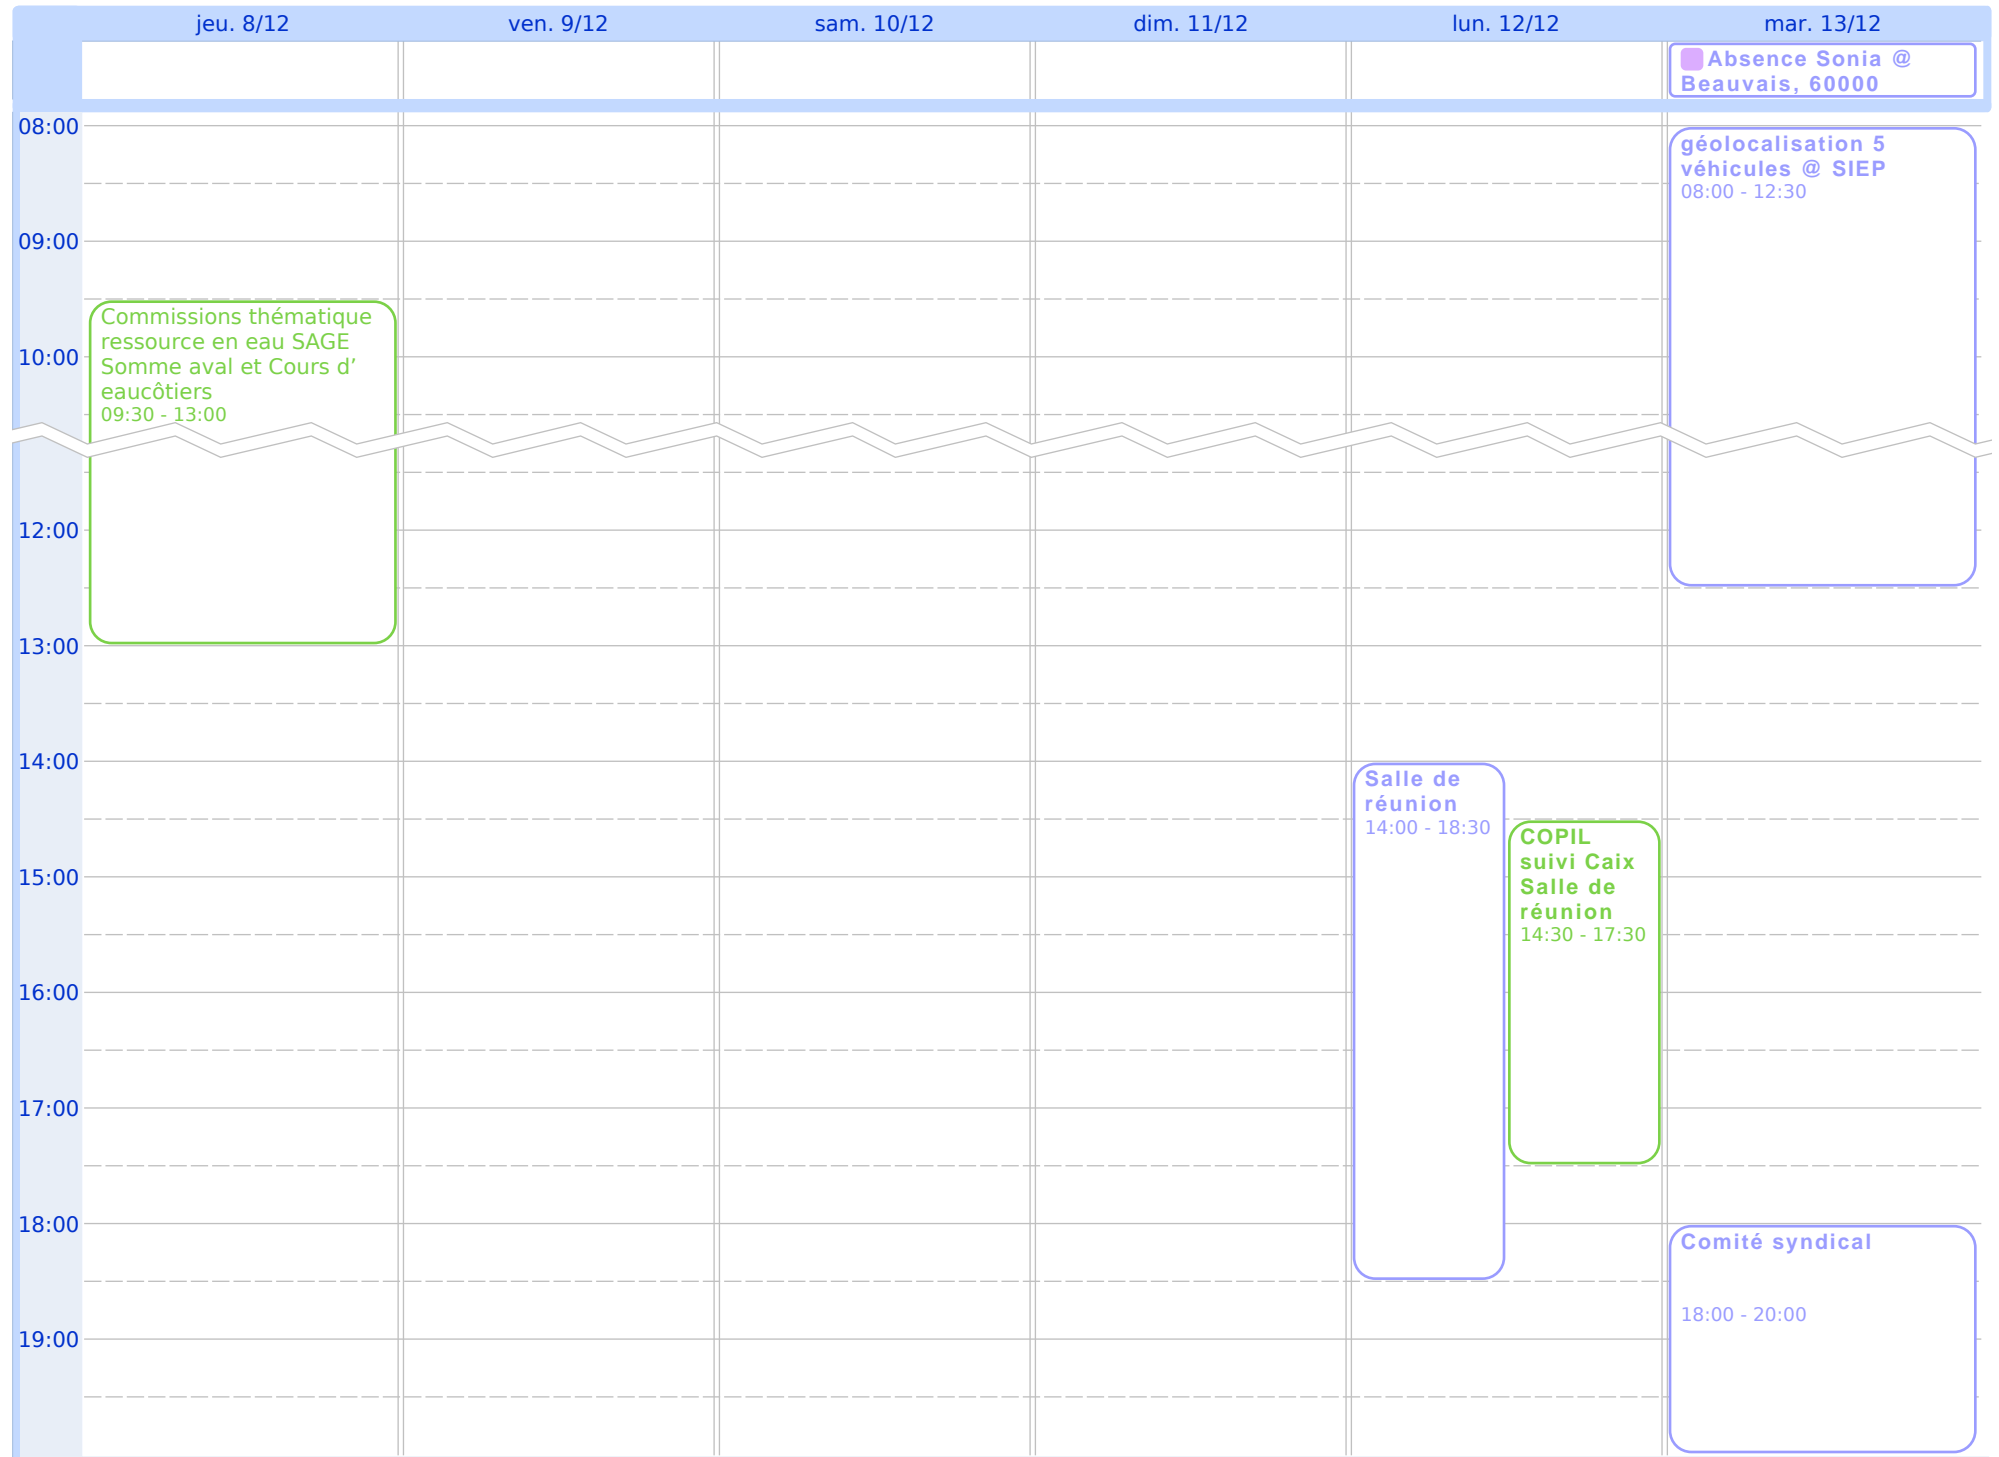 jeu. 8/12
ven. 9/12
sam. 10/12
dim. 11/12
lun. 12/12
mar. 13/12
Absence Sonia @
Beauvais, 60000
08:00
09:00
10:00
12:00
13:00
14:00
15:00
16:00
17:00
18:00
19:00
Commissions thématique
ressource en eau SAGE
Somme aval et Cours d’
eaucôtiers
09:30 - 13:00
Salle de
réunion
14:00 - 18:30
COPIL
suivi Caix
Salle de
réunion
14:30 - 17:30
géolocalisation 5
véhicules @ SIEP
08:00 - 12:30
Comité syndical
18:00 - 20:00